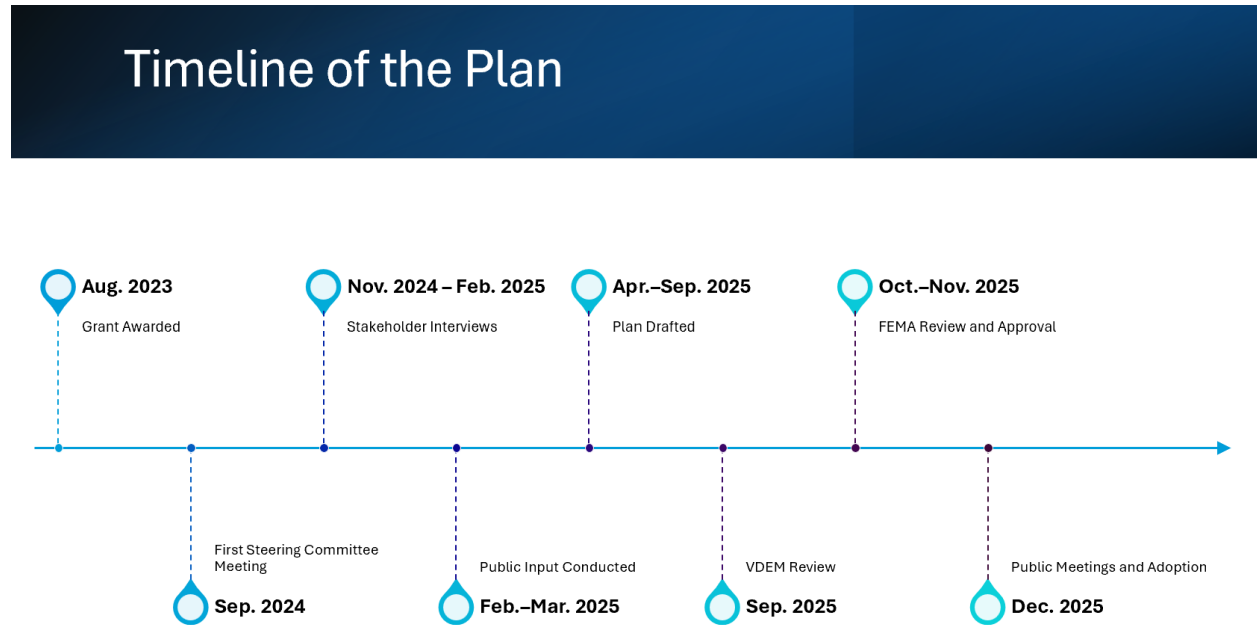 Timeline of the Plan
Aug. 2023
Grant Awarded
Nov. 2024 – Feb. 2025
Stakeholder Interviews
Apr.–Sep. 2025
Plan Drafted
Oct.–Nov. 2025
FEMA Review and Approval
First Steering Committee
Meeting
Sep. 2024
Public Input Conducted
Feb.–Mar. 2025
VDEM Review
Sep. 2025
Public Meetings and Adoption
Dec. 2025